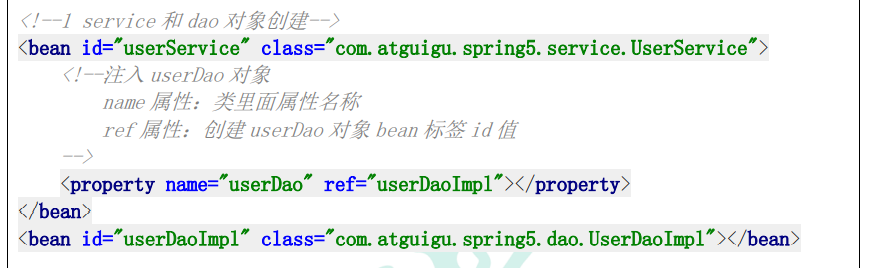 <!--1 service 和 dao 对象创建-->
<bean id="userService" class="com.atguigu.spring5.service.UserService">
<!--注入 userDao 对象
name 属性：类里面属性名称
ref 属性：创建 userDao 对象 bean 标签 id 值
-->
<property name="userDao" ref="userDaoImpl"></property>
</bean>
<bean id="userDaoImpl" class="com.atguigu.spring5.dao.UserDaoImpl"></bean>